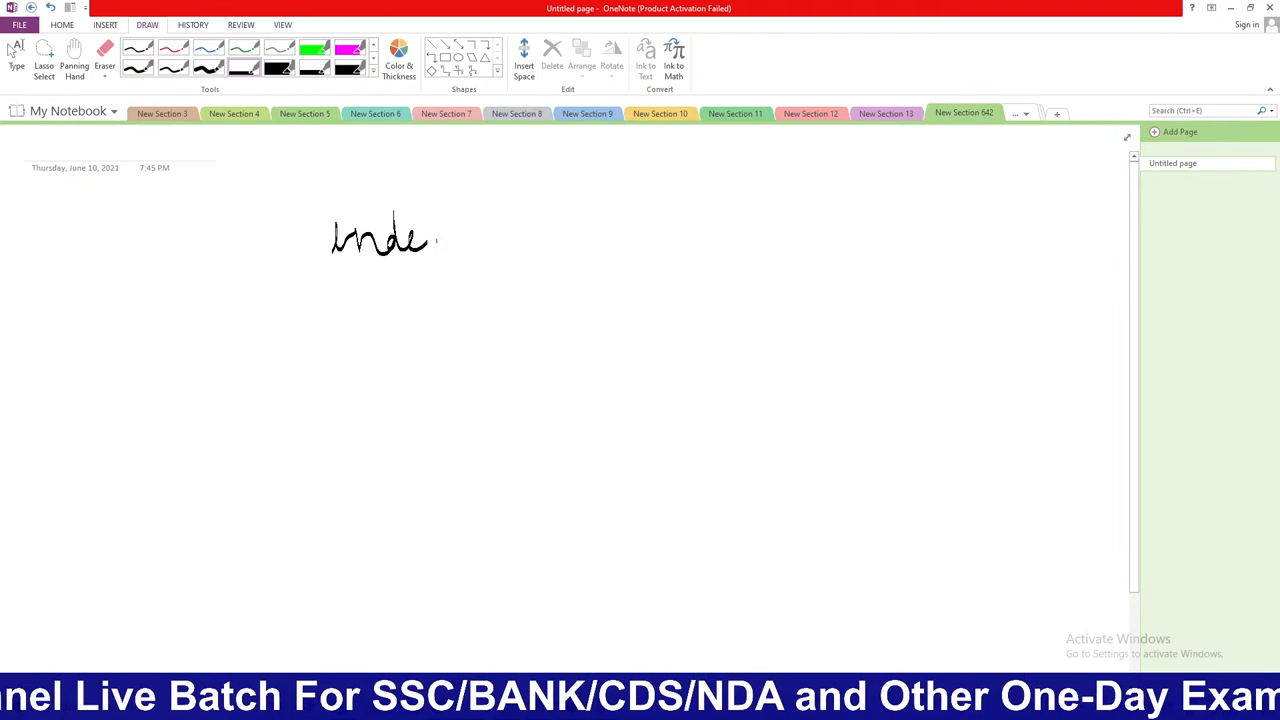 Untitled page - OneNote (Product Activation Failed)
Sign in
FILE HOME INSERT DRAW HISTORY REVIEW VIEW
Type
Lasso Select
Panning Hand
Eraser
Color & Thickness
Insert Space
Delete
Arrange
Rotate
Ink to Text
Ink to Math
Tools
Shapes
Edit
Convert
My Notebook
New Section 3 New Section 4 New Section 5 New Section 6 New Section 7 New Section 8 New Section 9 New Section 10 New Section 11 New Section 12 New Section 13 New Section 642 ...
Search (Ctrl+E)
Add Page
Untitled page
Thursday, June 10, 2021 7:45 PM
Activate Windows
Go to Settings to activate Windows.
nnel Live Batch For SSC/BANK/CDS/NDA and Other One-Day Exam